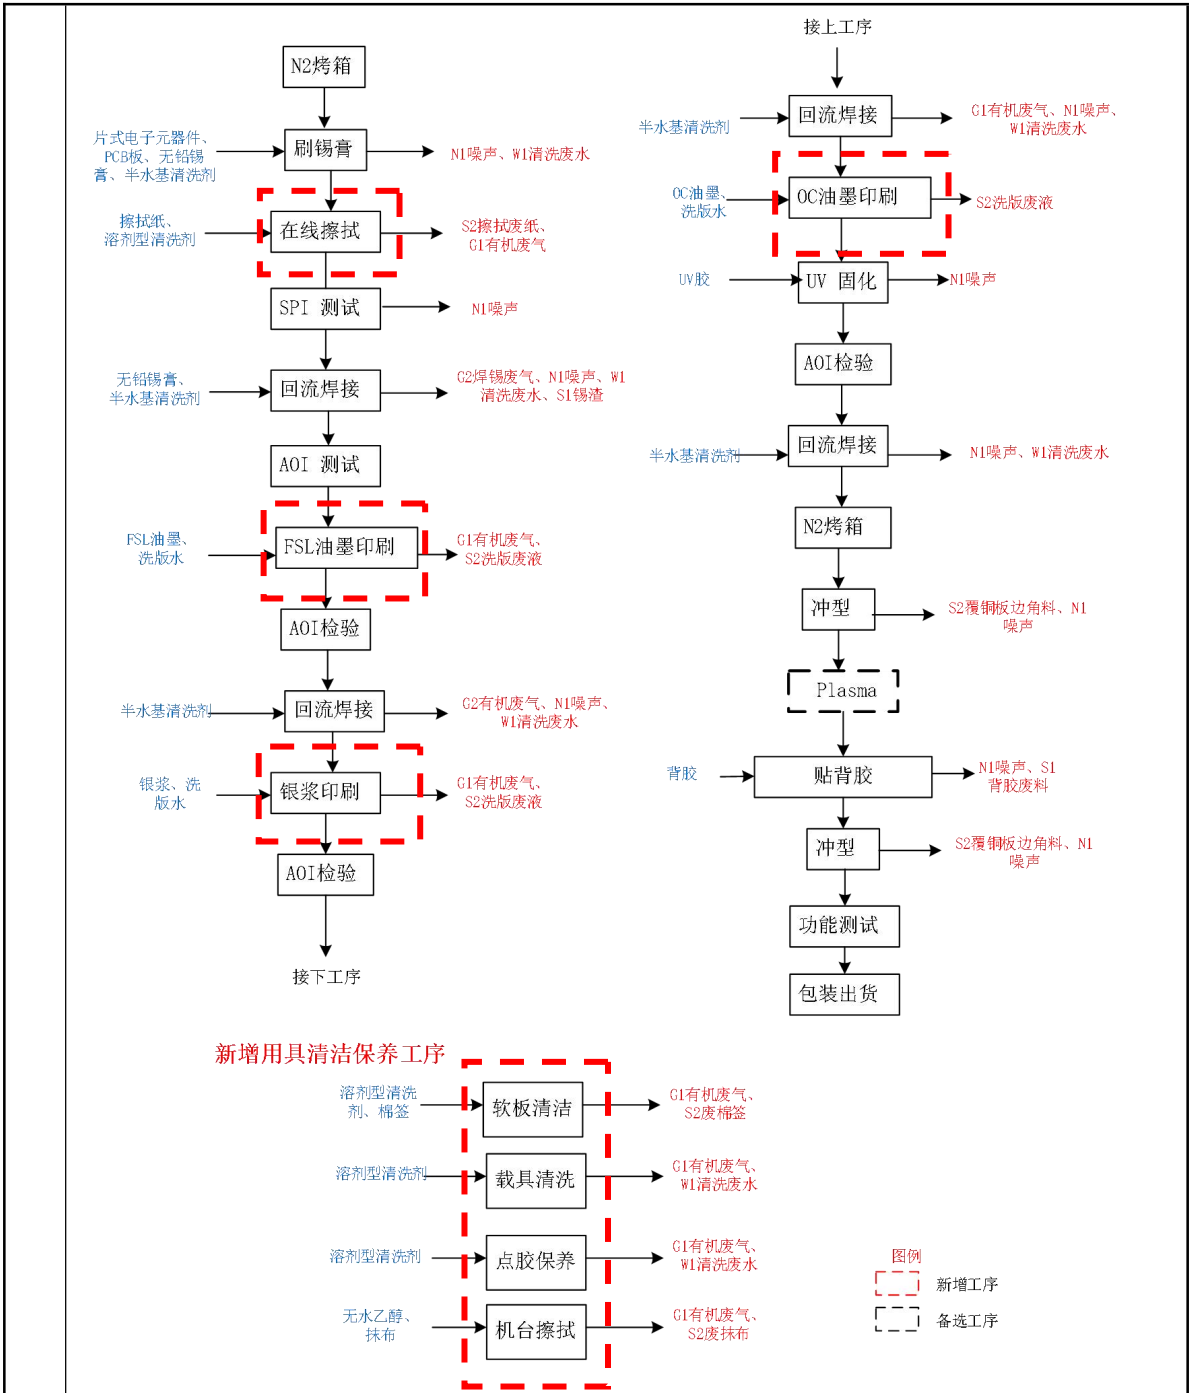 N2烤箱
片式电子元器件、
PCB板、无铅锡
膏、半水基清洗剂
刷锡膏
N1噪声、W1清洗废水
擦拭纸、
溶剂型清洗剂
在线擦拭
S2擦拭废纸、
G1有机废气
SPI 测试
N1噪声
无铅锡膏、
半水基清洗剂
回流焊接
G2焊锡废气、N1噪声、W1
清洗废水、S1锡渣
AOI 测试
FSL油墨、
洗版水
FSL油墨印刷
G1有机废气、
S2洗版废液
AOI检验
半水基清洗剂
回流焊接
G2有机废气、N1噪声、
W1清洗废水
银浆、洗
版水
银浆印刷
G1有机废气、
S2洗版废液
AOI检验
接下工序
接上工序
半水基清洗剂
回流焊接
G1有机废气、N1噪声、
W1清洗废水
OC油墨、
洗版水
OC油墨印刷
S2洗版废液
UV胶
UV 固化
N1噪声
AOI检验
半水基清洗剂
回流焊接
N1噪声、W1清洗废水
N2烤箱
冲型
S2覆铜板边角料、N1
噪声
Plasma
背胶
贴背胶
N1噪声、S1
背胶废料
冲型
S2覆铜板边角料、N1
噪声
功能测试
包装出货
新增用具清洁保养工序
溶剂型清洗
剂、棉签
软板清洁
G1有机废气、
S2废棉签
溶剂型清洗剂
载具清洗
G1有机废气、
W1清洗废水
溶剂型清洗剂
点胶保养
G1有机废气、
W1清洗废水
无水乙醇、
抹布
机台擦拭
G1有机废气、
S2废抹布
图例
新增工序
备选工序